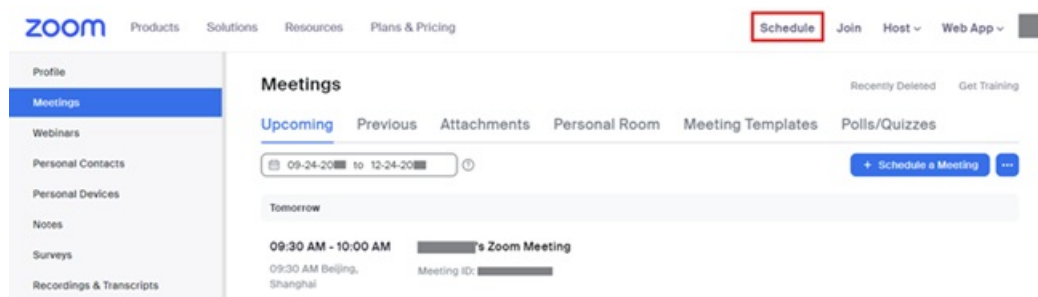 zoom Products Solutions Resources Plans & Pricing Schedule Join Host Web App
Profile
Meetings
Webinars
Personal Contacts
Personal Devices
Notes
Surveys
Recordings & Transcripts
Meetings
Recently Deleted Get Training
Upcoming Previous Attachments Personal Room Meeting Templates Polls/Quizzes
09-24-20 to 12-24-20
+ Schedule a Meeting
Tomorrow
09:30 AM - 10:00 AM 's Zoom Meeting
09:30 AM Beijing, Meeting ID:
Shanghai